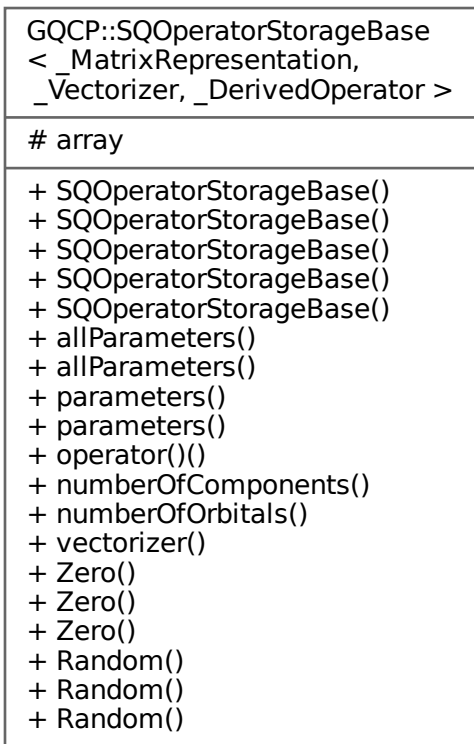 GQCP::SQOperatorStorageBase
< _MatrixRepresentation,
_Vectorizer, _DerivedOperator >
# array
+ SQOperatorStorageBase()
+ SQOperatorStorageBase()
+ SQOperatorStorageBase()
+ SQOperatorStorageBase()
+ SQOperatorStorageBase()
+ allParameters()
+ allParameters()
+ parameters()
+ parameters()
+ operator()()
+ numberOfComponents()
+ numberOfOrbitals()
+ vectorizer()
+ Zero()
+ Zero()
+ Zero()
+ Random()
+ Random()
+ Random()